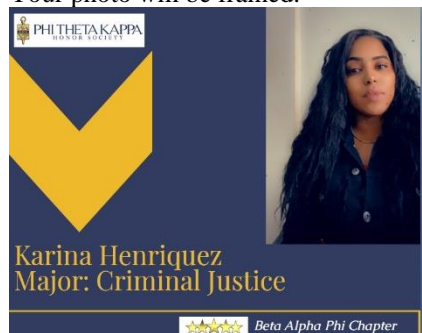 Your photo will be framed.
PHI THETA KAPPA
HONOR SOCIETY
Karina Henriquez
Major: Criminal Justice
Beta Alpha Phi Chapter